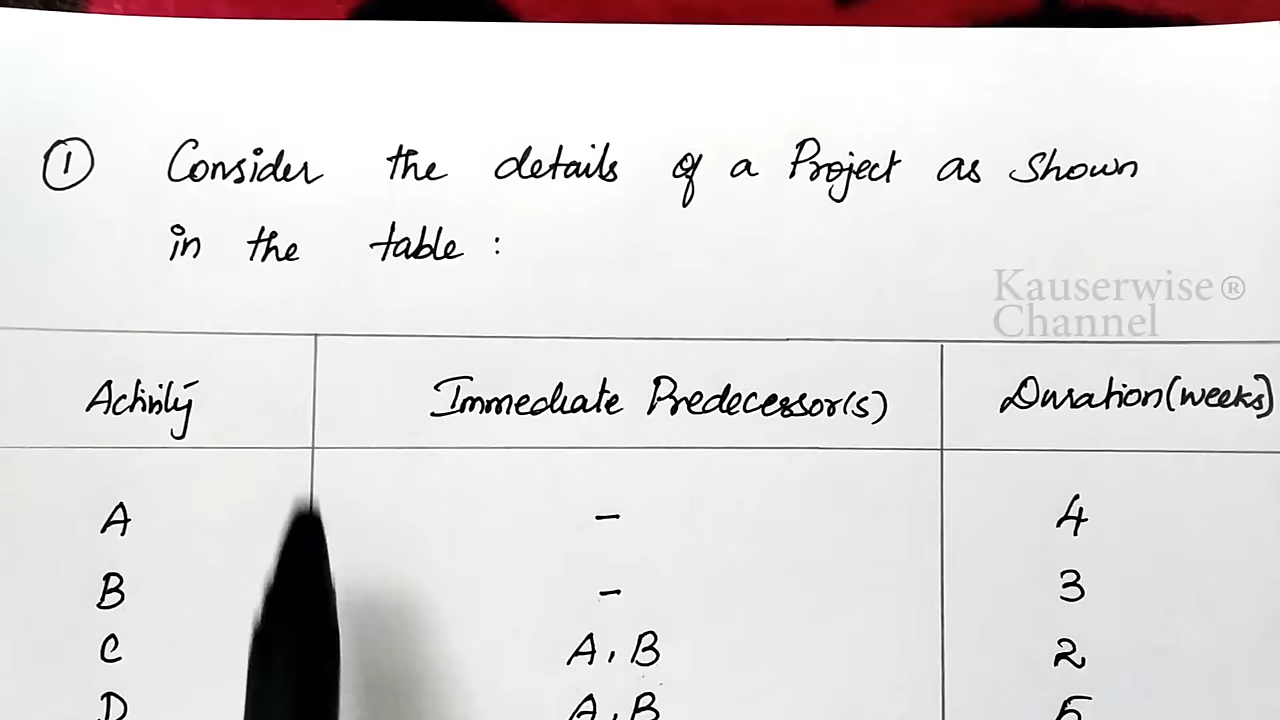 ① Consider the details of a Project as shown
in the table :
Kauserwise®
Channel
Activity Immediate Predecessor(s) Duration(weeks)
A - 4
B - 3
C A, B 2
D A, B 5